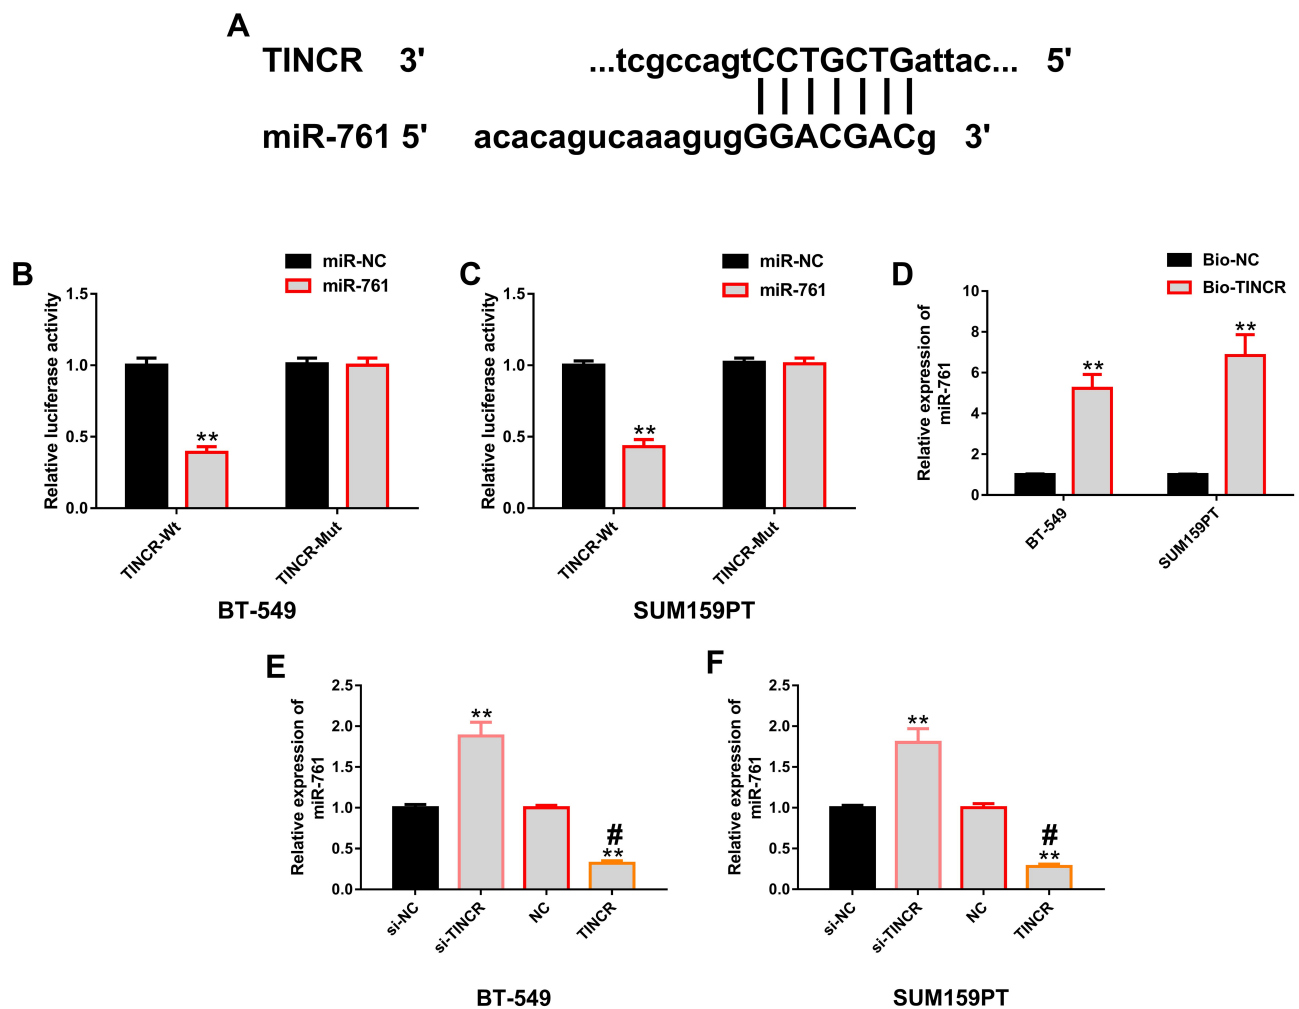 A
TINCR 3' ...tcgccagtCCTGCTGattac... 5'
miR-761 5' acacagucaaagugGGACGACg 3'
B
miR-NC
miR-761
Relative luciferase activity
1.5
1.0
0.5
0.0
**
TINCR-Wt
TINCR-Mut
BT-549
C
miR-NC
miR-761
Relative luciferase activity
1.5
1.0
0.5
0.0
**
TINCR-Wt
TINCR-Mut
SUM159PT
D
Bio-NC
Bio-TINCR
Relative expression of
miR-761
10
8
6
4
2
0
**
**
BT-549
SUM159PT
E
Relative expression of
miR-761
2.5
2.0
1.5
1.0
0.5
0.0
**
#
**
si-NC
si-TINCR
NC
TINCR
BT-549
F
Relative expression of
miR-761
2.5
2.0
1.5
1.0
0.5
0.0
**
#
**
si-NC
si-TINCR
NC
TINCR
SUM159PT